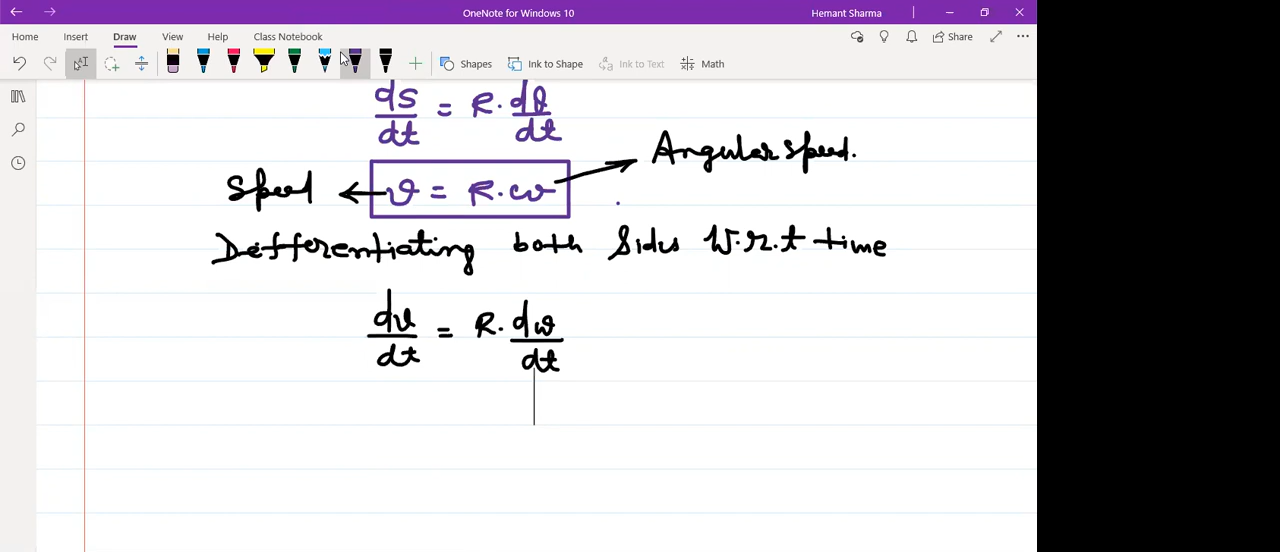 OneNote for Windows 10
Hemant Sharma
Home Insert Draw View Help Class Notebook
Share
Shapes Ink to Shape Ink to Text Math
ds/dt = R. dθ/dt
Angular speed.
Speed ← v = R.ω
Defferentiating both Sides W.r.t time
dv/dt = R. dω/dt